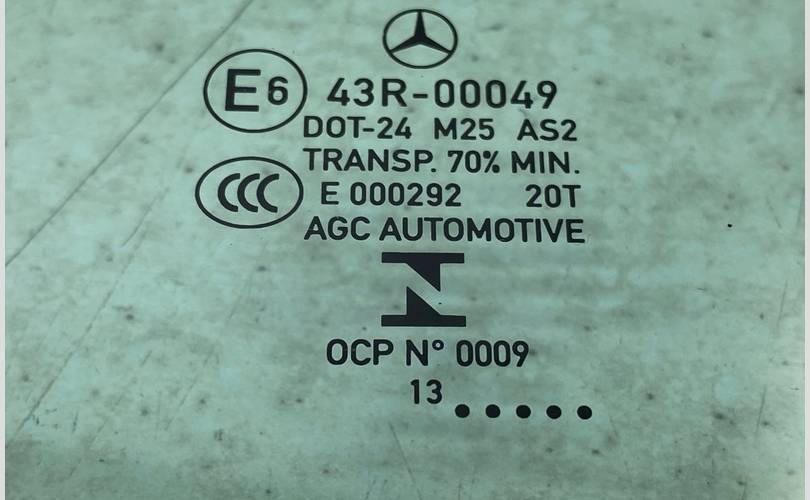 E6 43R-00049
DOT-24 M25 AS2
TRANSP. 70% MIN.
CCC E 000292 20T
AGC AUTOMOTIVE
OCP N° 0009
13 •••••